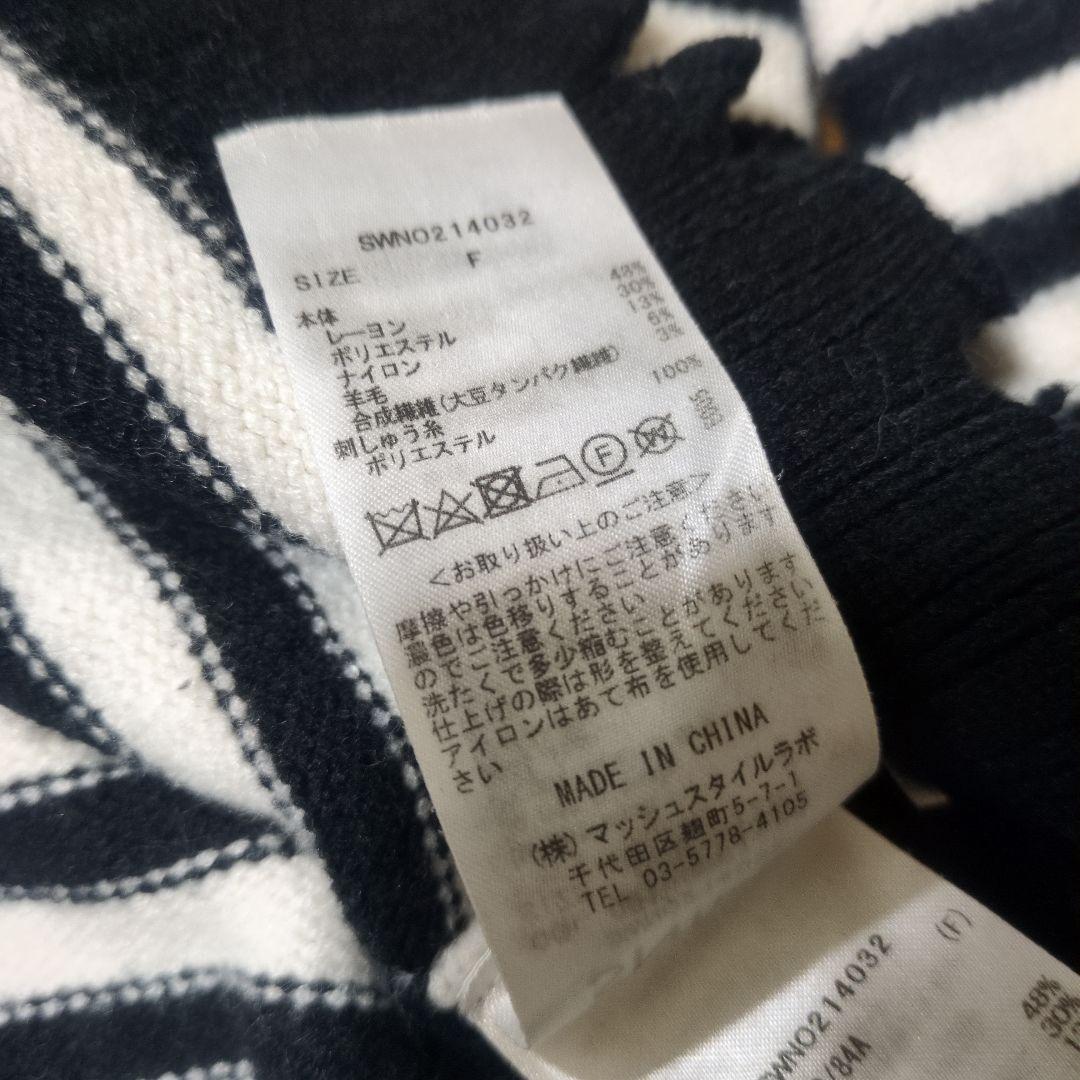 SWNO214032
SIZE F
本体
レーヨン 48%
ポリエステル 30%
ナイロン 13%
羊毛 6%
合成繊維(大豆タンパク繊維) 3%
刺しゅう糸
ポリエステル 100%
F
W
<お取り扱い上のご注意>
摩擦や引っかけにご注意ください
濃色は色移りすることがあります
のでご注意ください
洗たくで多少縮むことがあります
仕上げの際は形を整えてください
アイロンはあて布を使用してくだ
さい
MADE IN CHINA
(株)マッシュスタイルラボ
千代田区麹町5-7-1
TEL 03-5778-4105
SWNO214032 (F)
/84A
48%
30%